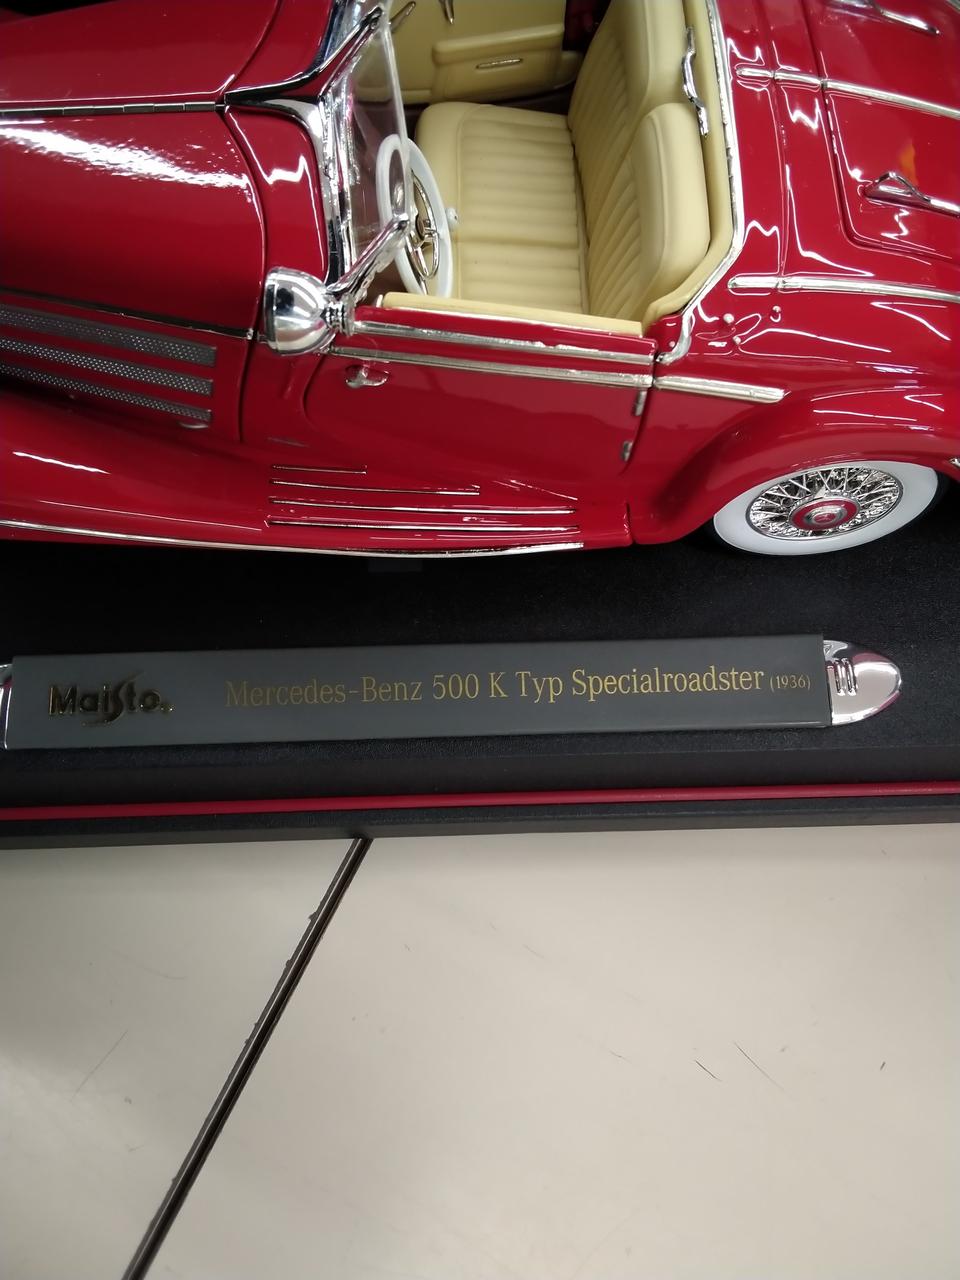 Maisto.
Mercedes-Benz 500 K Typ Specialroadster (1936)